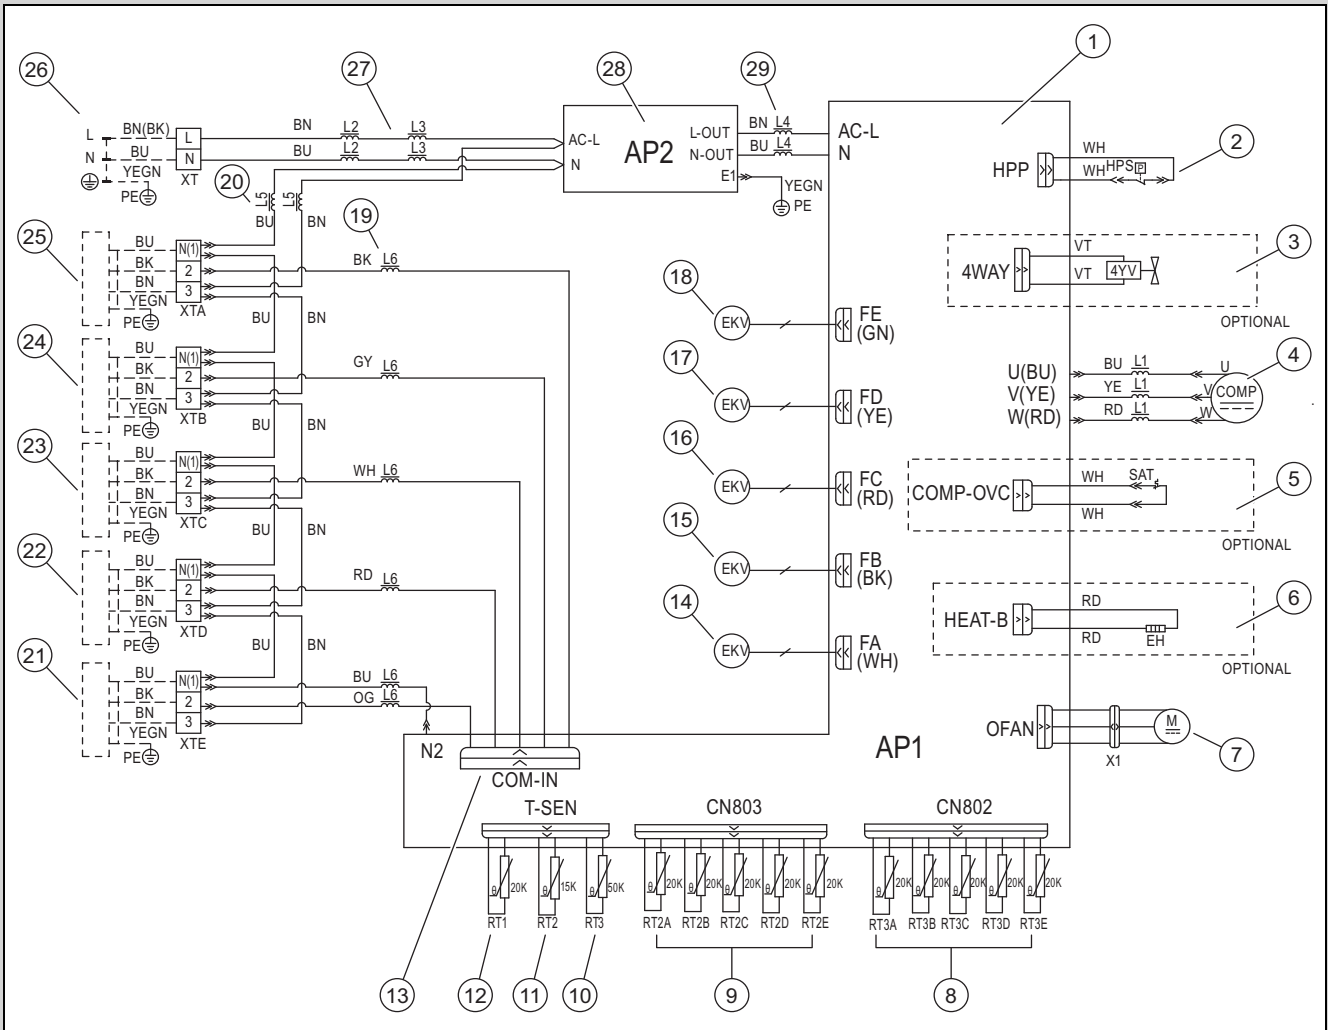 26
27
28
29
1
L
BN(BK)
L
BN
L2
L3
AC-L
AP2
L-OUT
BN
L4
AC-L
N
BU
N
BU
L2
L3
N
N-OUT
BU
L4
N
YEGN
XT
PE
E1
YEGN
PE
HPP
WH
WH
HPS
P
2
20
L5
L5
BU
BN
19
25
BU
N(1)
BK
2
BN
3
YEGN
XTA
PE
BK
L6
BU
BN
4WAY
VT
VT
4YV
3
OPTIONAL
18
EKV
FE
(GN)
24
BU
N(1)
BK
2
BN
3
YEGN
XTB
PE
GY
L6
BU
BN
17
EKV
FD
(YE)
U(BU)
V(YE)
W(RD)
BU
L1
U
YE
L1
V
RD
L1
W
COMP
4
23
BU
N(1)
BK
2
BN
3
YEGN
XTC
PE
WH
L6
BU
BN
16
EKV
FC
(RD)
COMP-OVC
WH
SAT
WH
5
OPTIONAL
22
BU
N(1)
BK
2
BN
3
YEGN
XTD
PE
RD
L6
BU
BN
15
EKV
FB
(BK)
HEAT-B
RD
RD
EH
6
OPTIONAL
21
BU
N(1)
BK
2
BN
3
YEGN
XTE
PE
BU
L6
OG
L6
14
EKV
FA
(WH)
N2
COM-IN
AP1
OFAN
X1
M
7
T-SEN
CN803
CN802
θ
20K
θ
15K
θ
50K
θ
20K
θ
20K
θ
20K
θ
20K
θ
20K
θ
20K
θ
20K
θ
20K
θ
20K
θ
20K
RT1
RT2
RT3
RT2A
RT2B
RT2C
RT2D
RT2E
RT3A
RT3B
RT3C
RT3D
RT3E
13
12
11
10
9
8